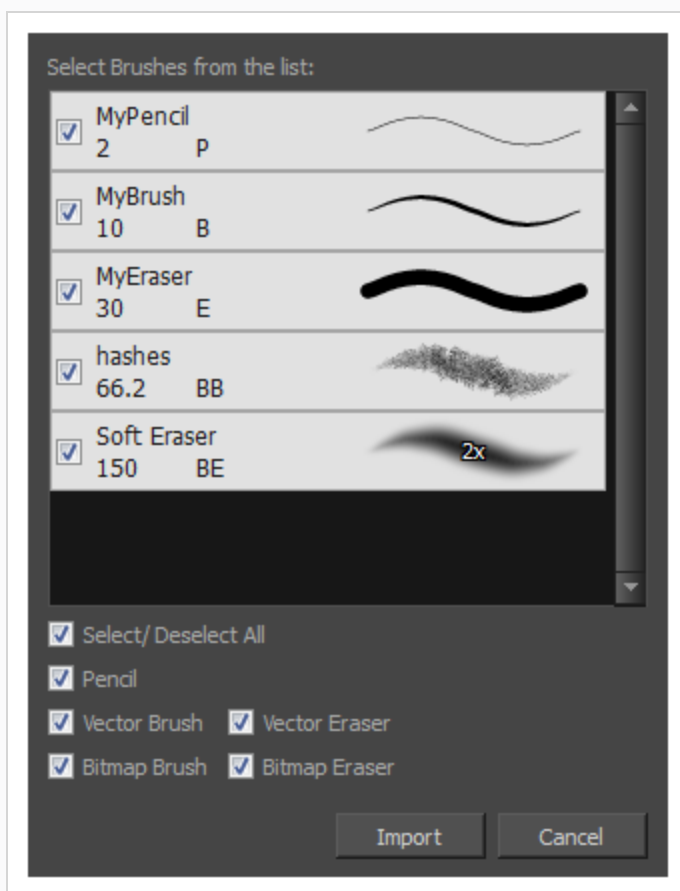 Select Brushes from the list:
MyPencil
2 P
MyBrush
10 B
MyEraser
30 E
hashes
66.2 BB
Soft Eraser
150 BE
2x
Select/ Deselect All
Pencil
Vector Brush Vector Eraser
Bitmap Brush Bitmap Eraser
Import Cancel